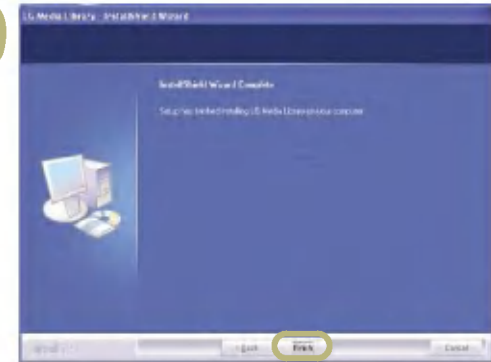 LG Media Library - InstallShield Wizard
InstallShield Wizard Complete
Setup has finished installing LG Media Library on your computer.
InstallShield
< Back
Finish
Cancel